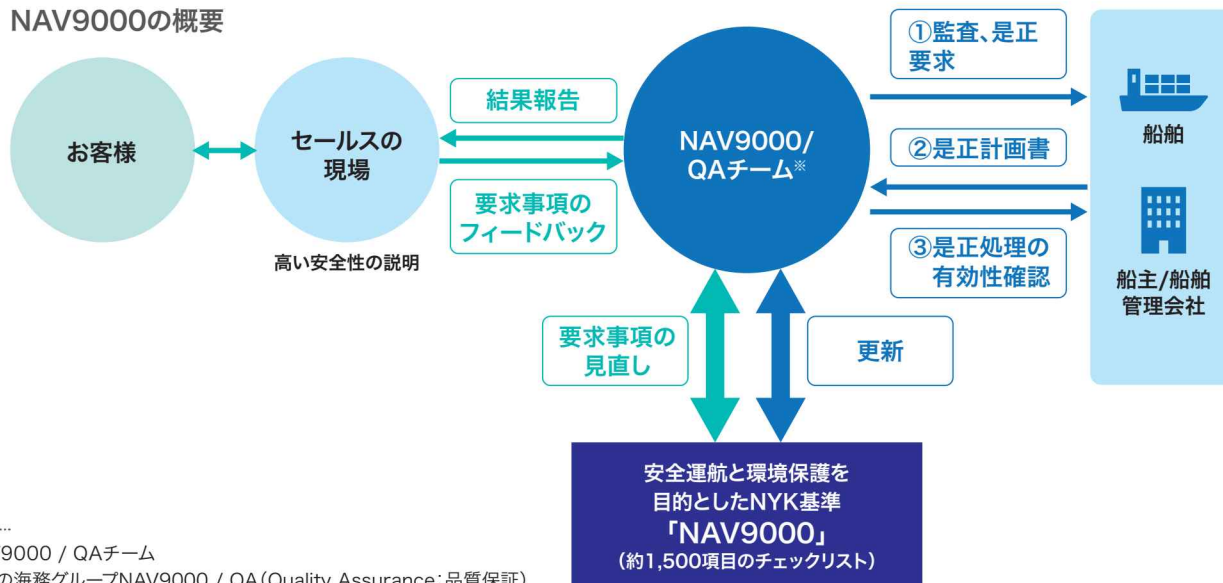 NAV9000の概要
お客様
セールスの
現場
高い安全性の説明
結果報告
要求事項の
フィードバック
NAV9000/
QAチーム※
①監査、是正
要求
②是正計画書
③是正処理の
有効性確認
船舶
船主/船舶
管理会社
要求事項の
見直し
更新
安全運航と環境保護を
目的としたNYK基準
「NAV9000」
(約1,500項目のチェックリスト)
...
9000 / QAチーム
の海務グループNAV9000 / QA(Quality Assurance:品質保証)